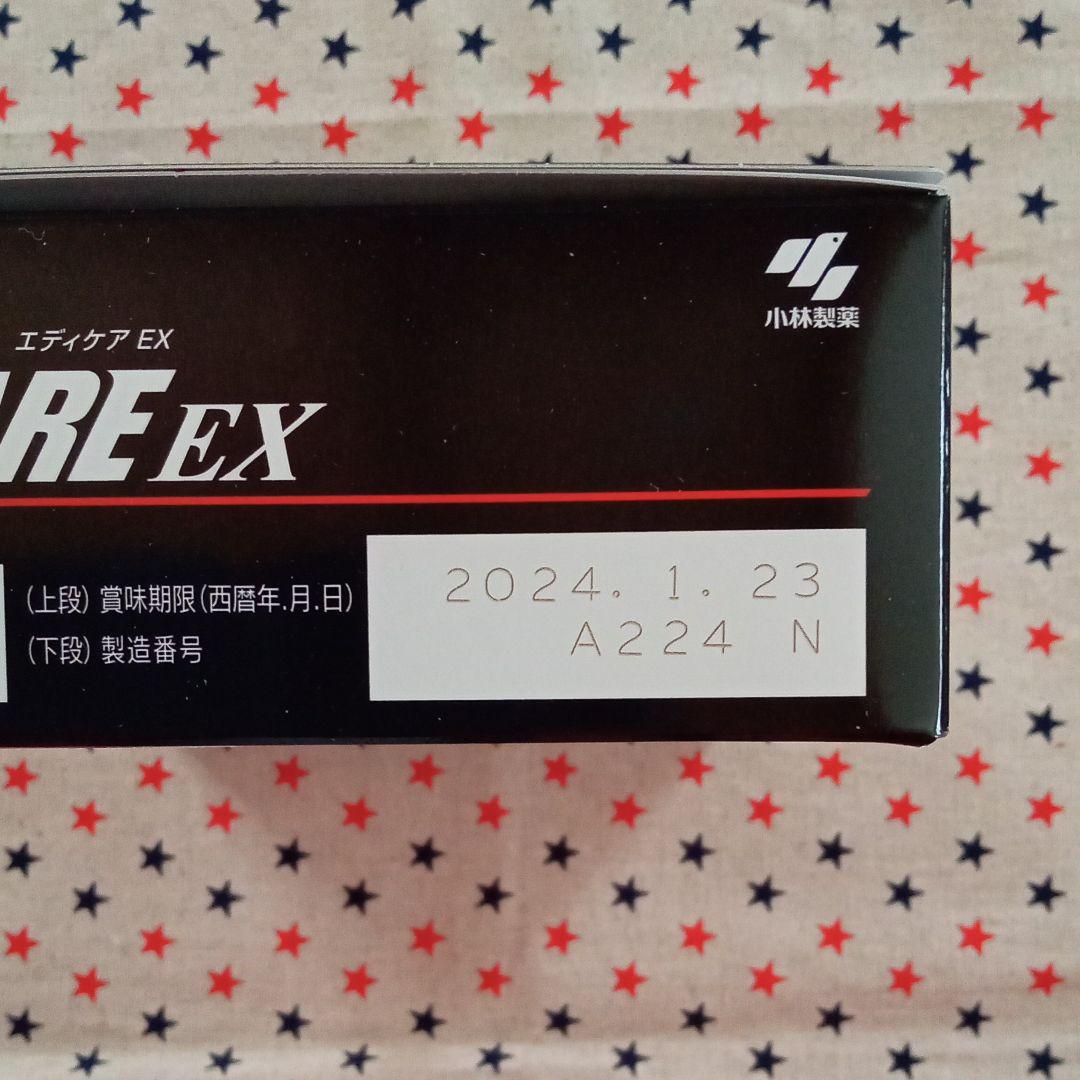 小林製薬
エディケア EX
ARE EX
(上段) 賞味期限(西暦年.月.日)
(下段) 製造番号
2024. 1. 23
A224 N